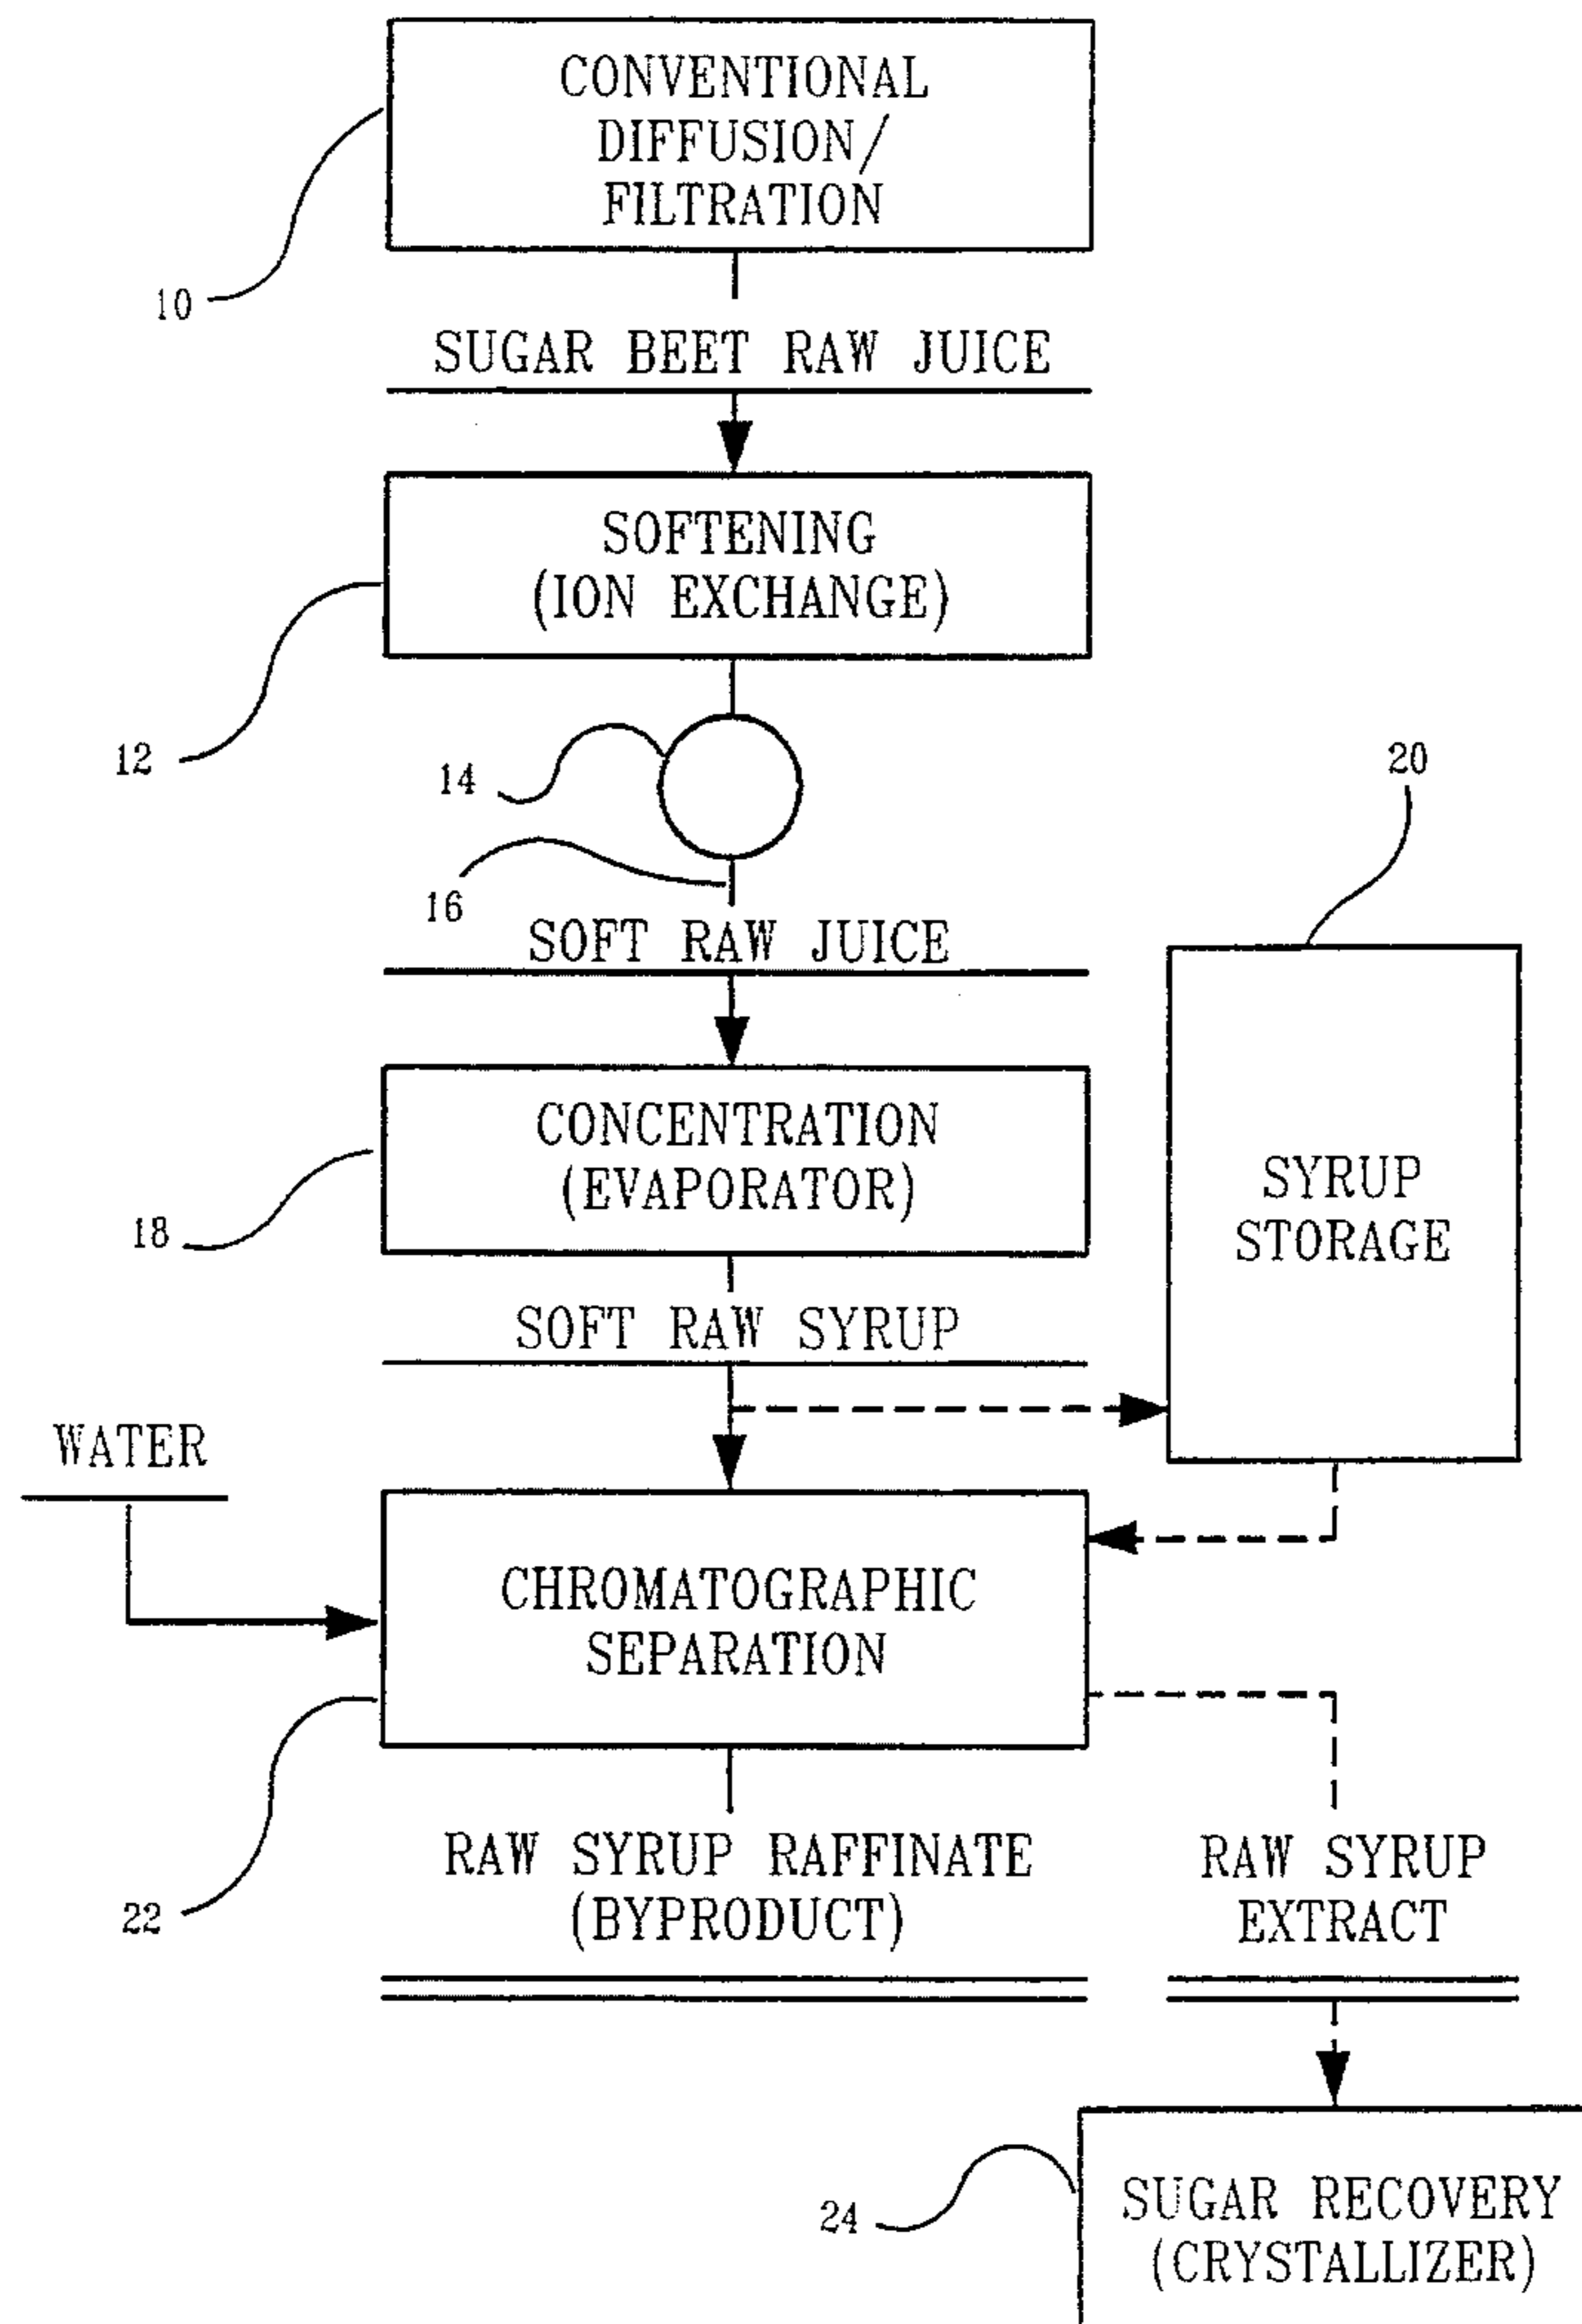 CONVENTIONAL
DIFFUSION/
FILTRATION
10
SUGAR BEET RAW JUICE
SOFTENING
(ION EXCHANGE)
12
14
20
16
SOFT RAW JUICE
CONCENTRATION
(EVAPORATOR)
18
SYRUP
STORAGE
SOFT RAW SYRUP
WATER
CHROMATOGRAPHIC
SEPARATION
22
RAW SYRUP RAFFINATE
(BYPRODUCT)
RAW SYRUP
EXTRACT
24
SUGAR RECOVERY
(CRYSTALLIZER)